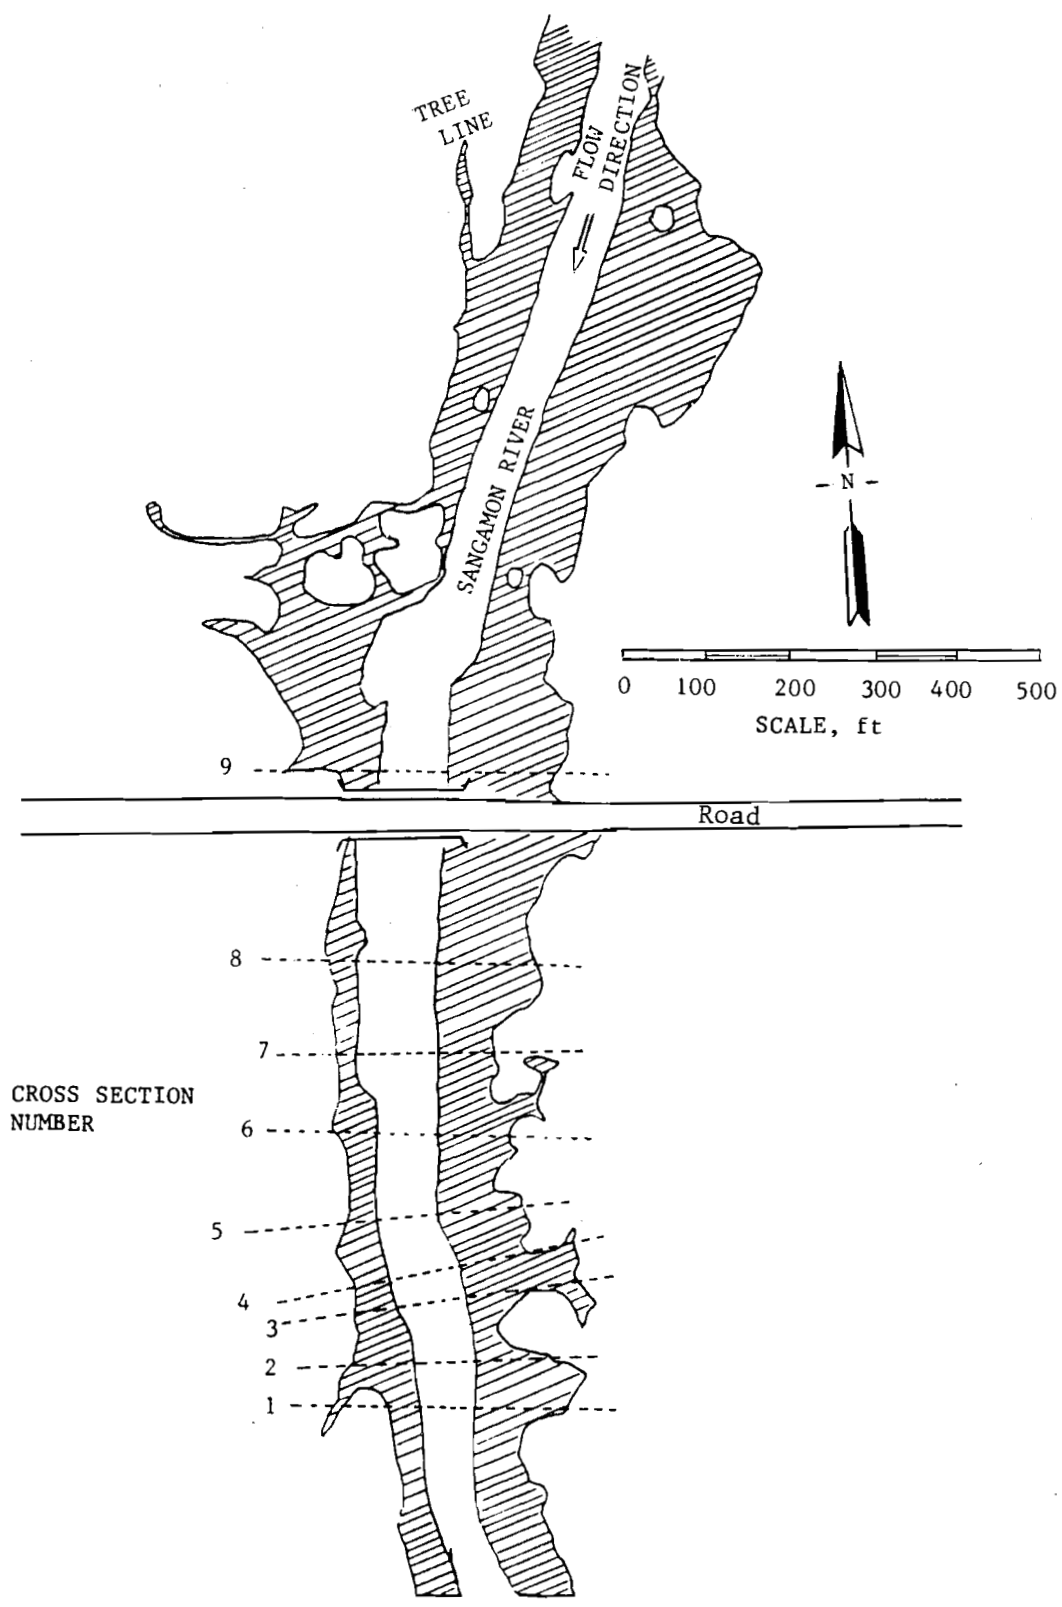 TREE
LINE
FLOW
DIRECTION
SANGAMON RIVER
N
0 100 200 300 400 500
SCALE, ft
9
Road
8
7
CROSS SECTION
NUMBER
6
5
4
3
2
1